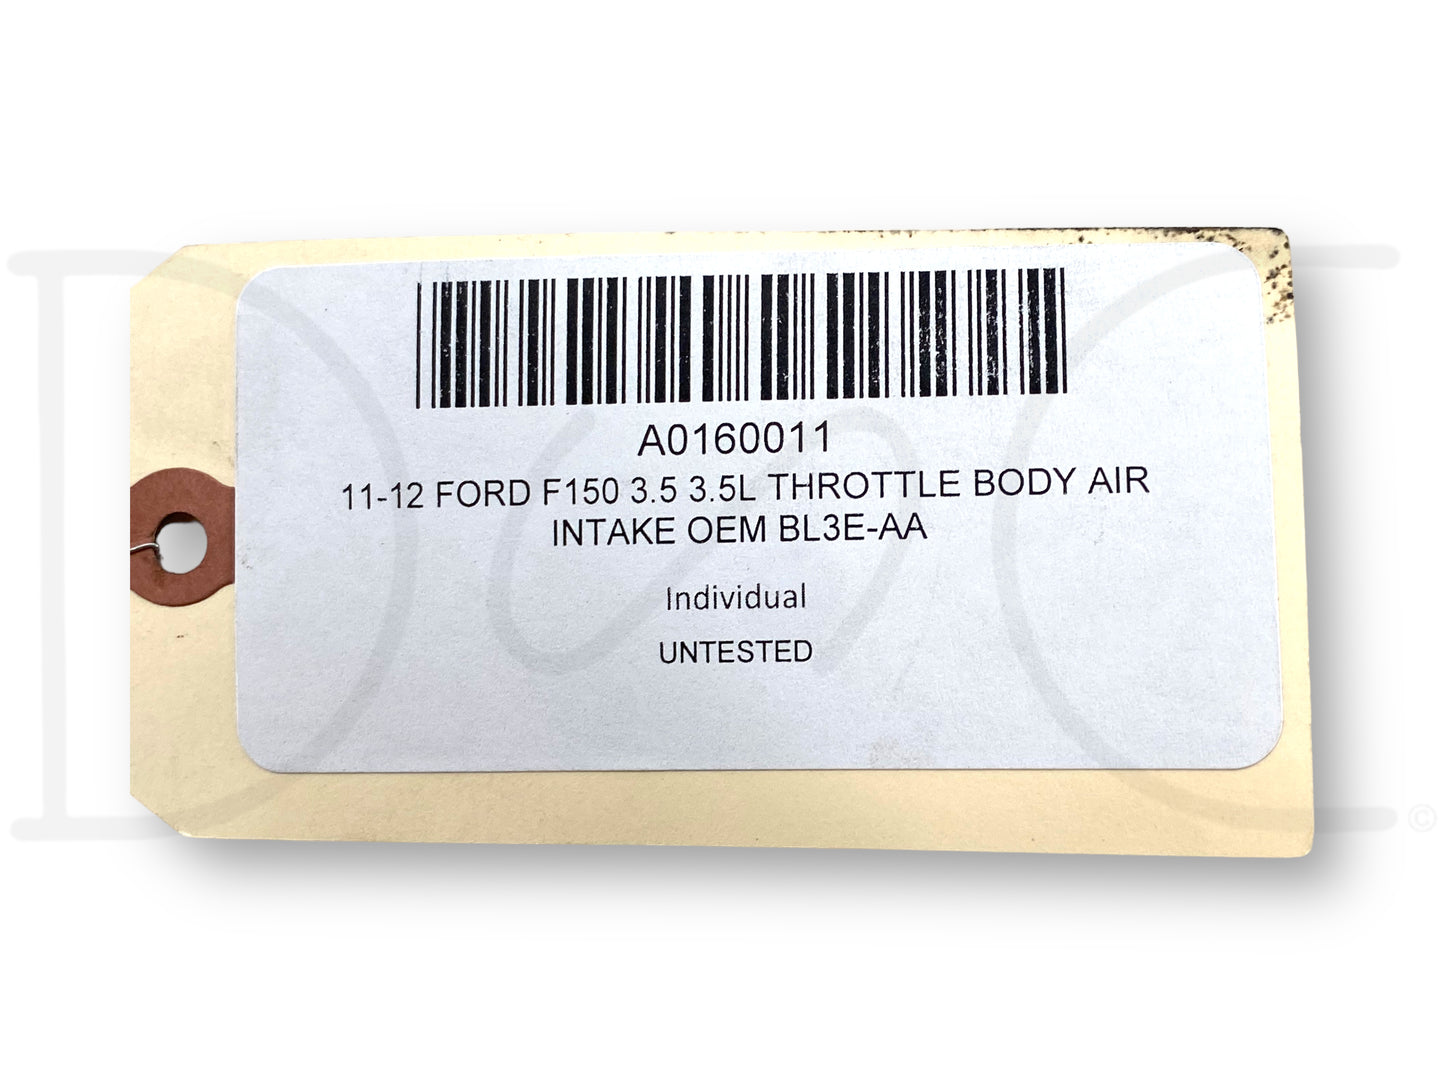 A0160011
11-12 FORD F150 3.5 3.5L THROTTLE BODY AIR
INTAKE OEM BL3E-AA
Individual
UNTESTED
©